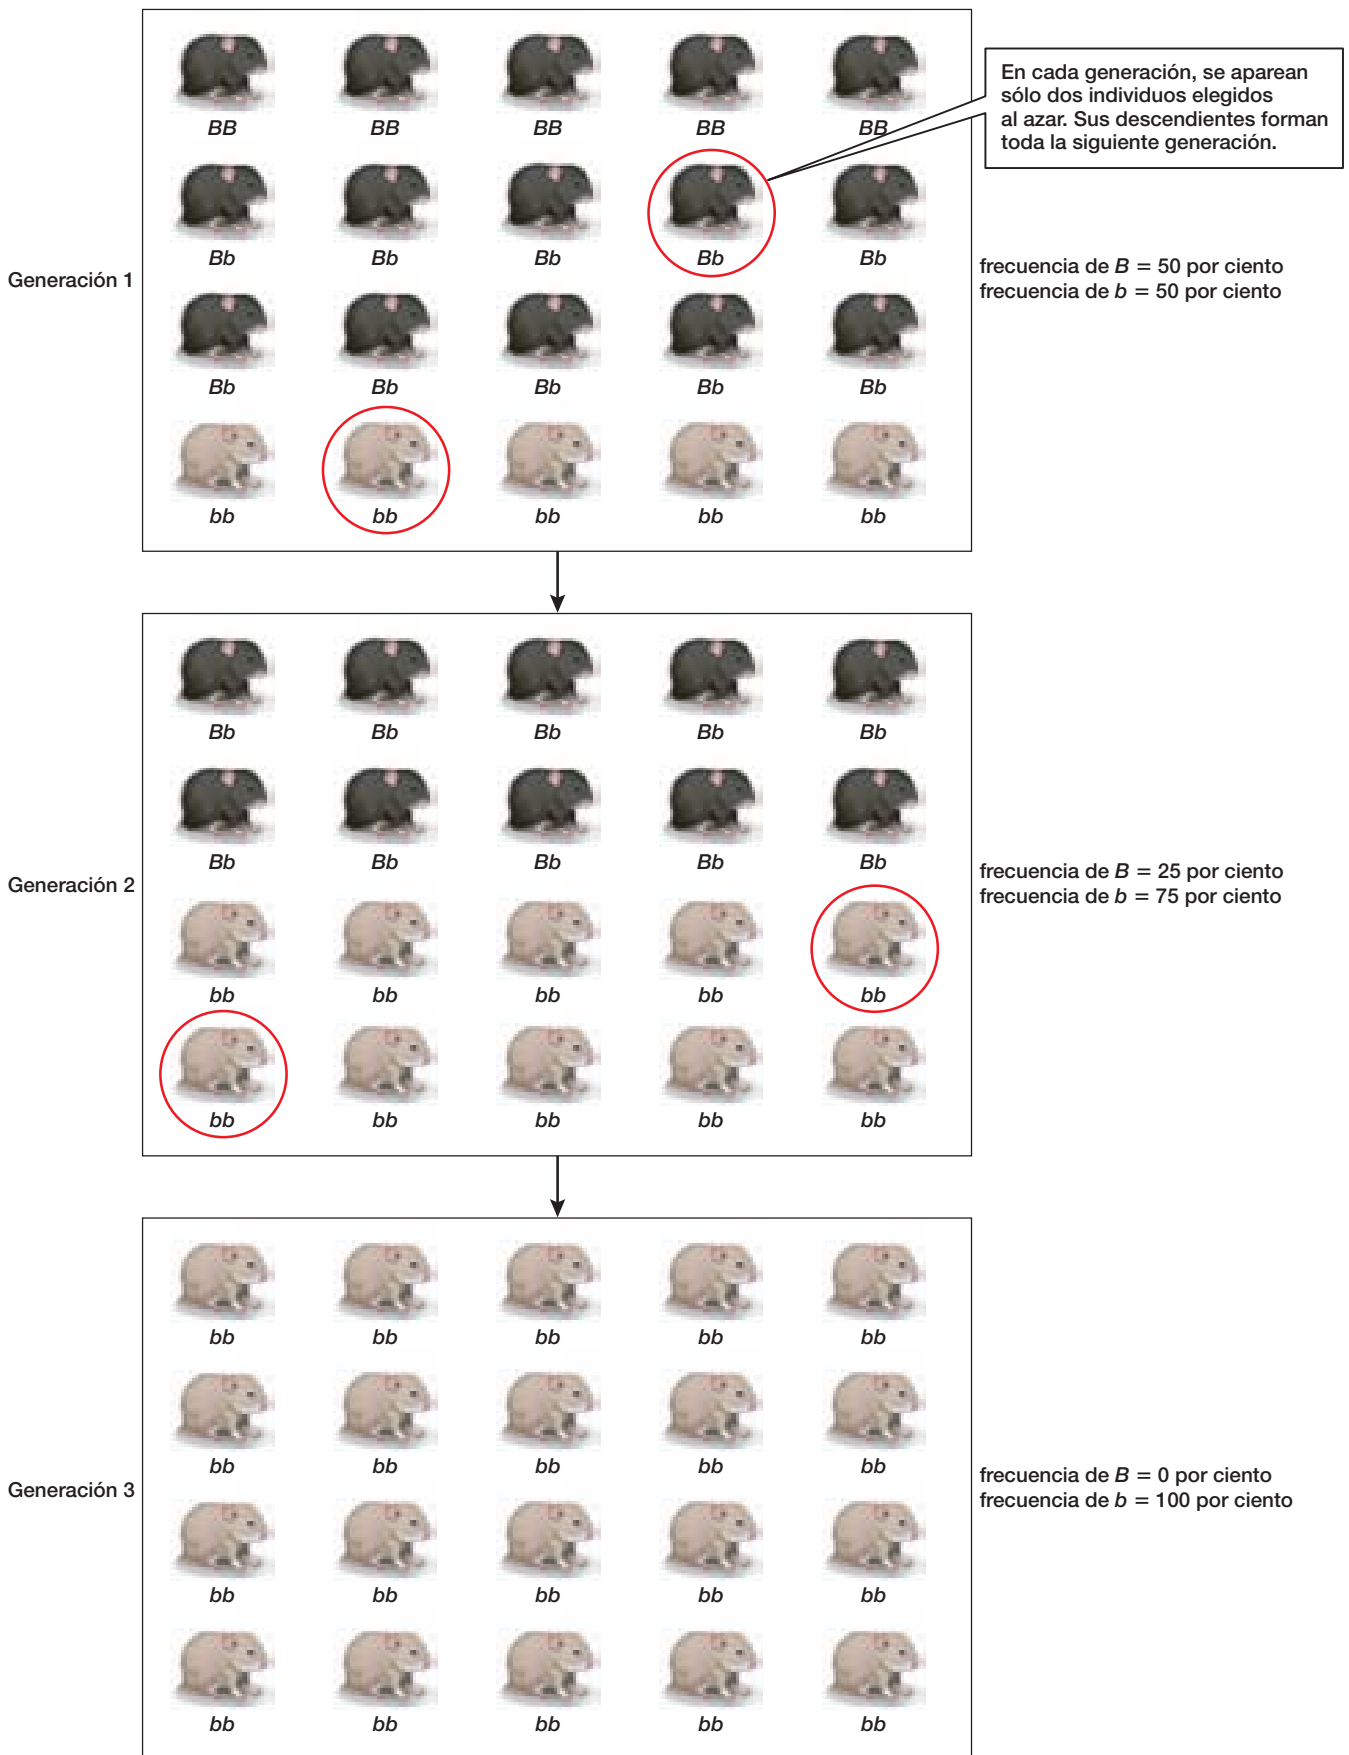 BB BB BB BB BB
En cada generación, se aparean
sólo dos individuos elegidos
al azar. Sus descendientes forman
toda la siguiente generación.
Bb Bb Bb Bb Bb
Generación 1
frecuencia de B = 50 por ciento
frecuencia de b = 50 por ciento
Bb Bb Bb Bb Bb
bb bb bb bb bb
Bb Bb Bb Bb Bb
Bb Bb Bb Bb Bb
Generación 2
frecuencia de B = 25 por ciento
frecuencia de b = 75 por ciento
bb bb bb bb bb
bb bb bb bb bb
bb bb bb bb bb
bb bb bb bb bb
Generación 3
frecuencia de B = 0 por ciento
frecuencia de b = 100 por ciento
bb bb bb bb bb
bb bb bb bb bb